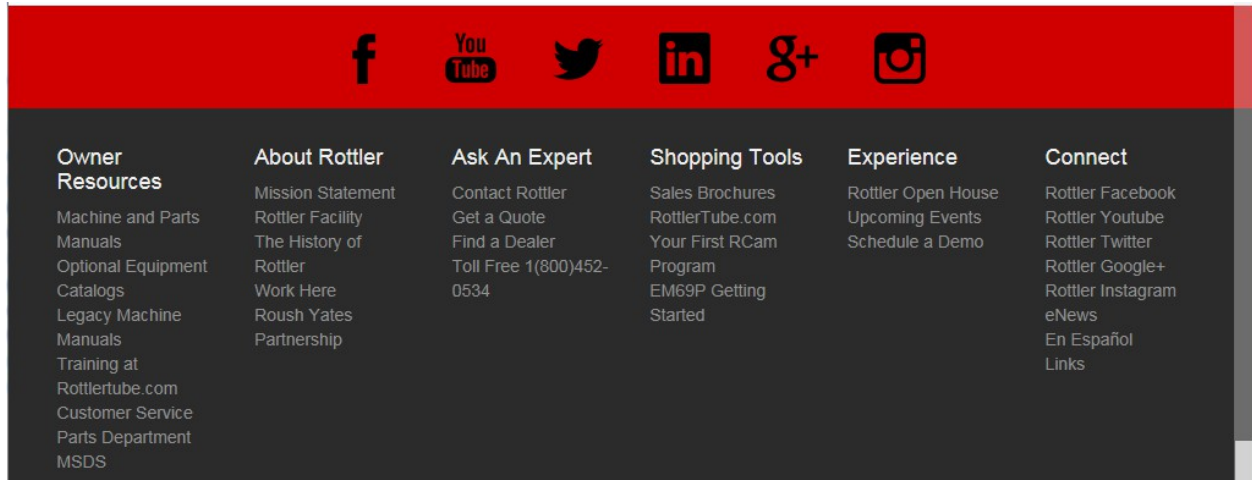 f
You
Tube
in
g+
Owner
Resources
Machine and Parts
Manuals
Optional Equipment
Catalogs
Legacy Machine
Manuals
Training at
Rottlertube.com
Customer Service
Parts Department
MSDS
About Rottler
Mission Statement
Rottler Facility
The History of
Rottler
Work Here
Roush Yates
Partnership
Ask An Expert
Contact Rottler
Get a Quote
Find a Dealer
Toll Free 1(800)452-
0534
Shopping Tools
Sales Brochures
RottlerTube.com
Your First RCam
Program
EM69P Getting
Started
Experience
Rottler Open House
Upcoming Events
Schedule a Demo
Connect
Rottler Facebook
Rottler Youtube
Rottler Twitter
Rottler Google+
Rottler Instagram
eNews
En Español
Links